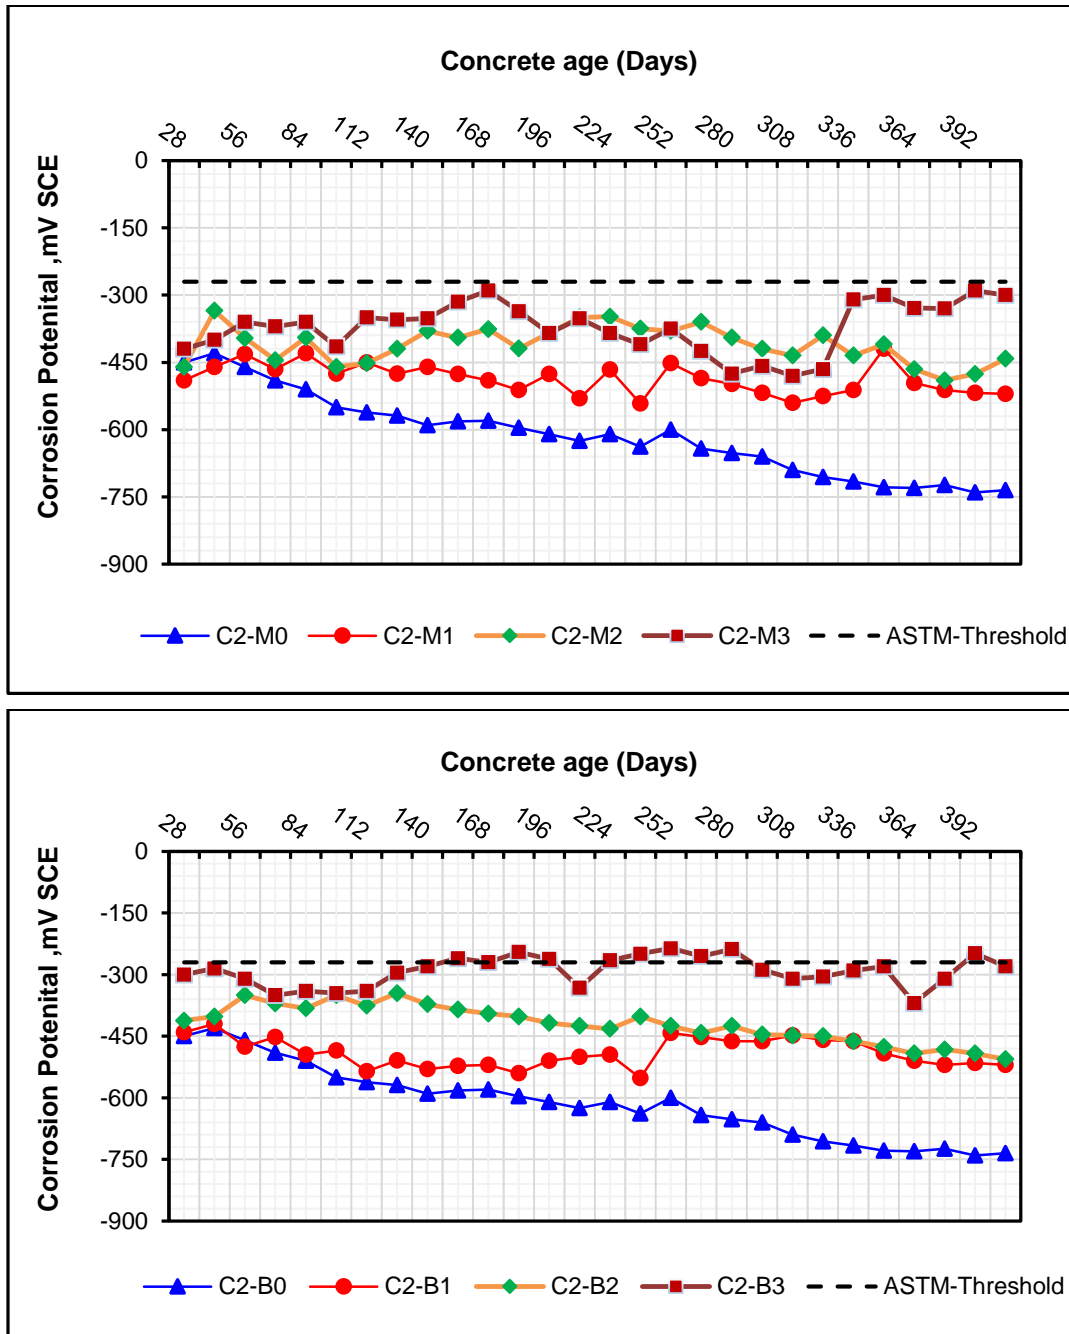 Concrete age (Days)
28 56 84 112 140 168 196 224 252 280 308 336 364 392
Corrosion Potenital ,mV SCE
0
-150
-300
-450
-600
-750
-900
C2-M0 C2-M1 C2-M2 C2-M3 ASTM-Threshold
Concrete age (Days)
28 56 84 112 140 168 196 224 252 280 308 336 364 392
Corrosion Potenital ,mV SCE
0
-150
-300
-450
-600
-750
-900
C2-B0 C2-B1 C2-B2 C2-B3 ASTM-Threshold